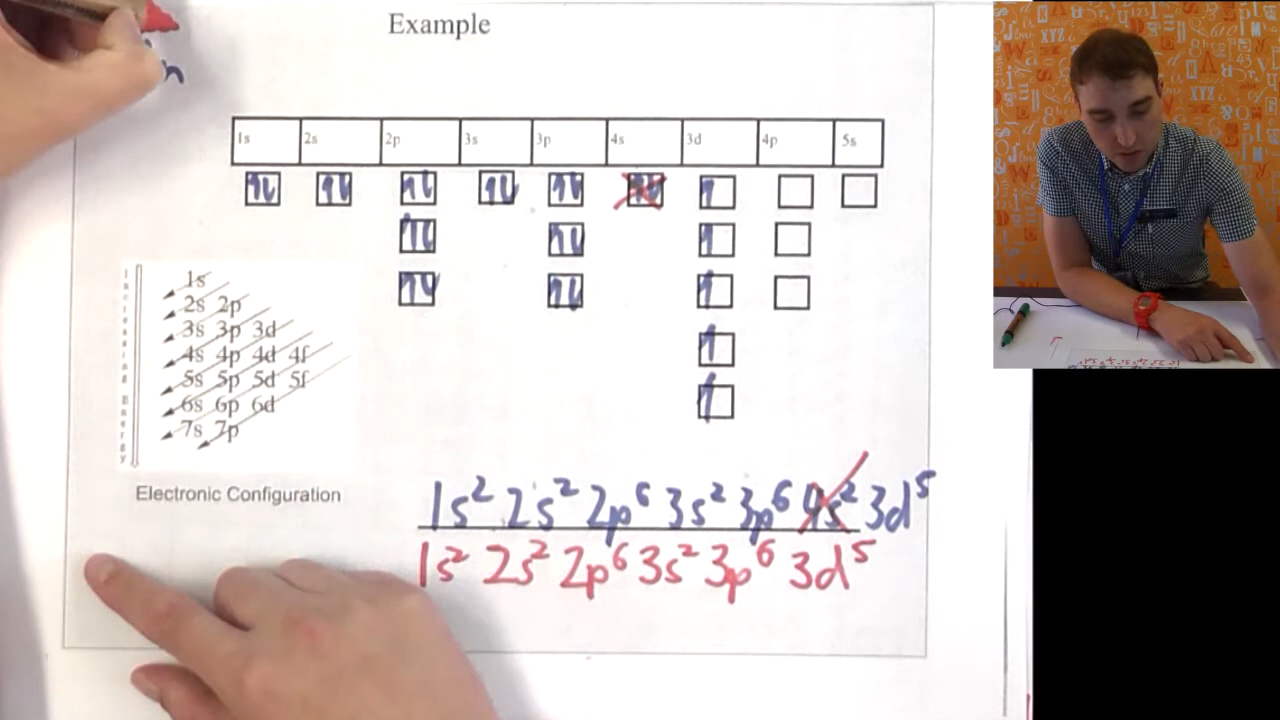 Example
1s 2s 2p 3s 3p 4s 3d 4p 5s
Increasing Energy
1s
2s 2p
3s 3p 3d
4s 4p 4d 4f
5s 5p 5d 5f
6s 6p 6d
7s 7p
Electronic Configuration
1s² 2s² 2p⁶ 3s² 3p⁶ 4s² 3d⁵
1s² 2s² 2p⁶ 3s² 3p⁶ 3d⁵